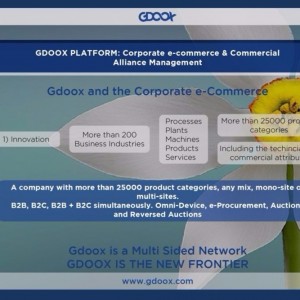 GDOOX
GDOOX PLATFORM: Corporate e-commerce & Commercial
Alliance Management
Gdoox and the Corporate e-Commerce
1) Innovation
More than 200
Business Industries
Processes
Plants
Machines
Products
Services
More than 25000 prod
categories
Including the techincial
commercial attribu
A company with more than 25000 product categories, any mix, mono-site o
multi-sites.
B2B, B2C, B2B + B2C simultaneously. Omni-Device, e-Procurement, Auction
and Reversed Auctions
Gdoox is a Multi Sided Network
GDOOX IS THE NEW FRONTIER
www.gdoox.com